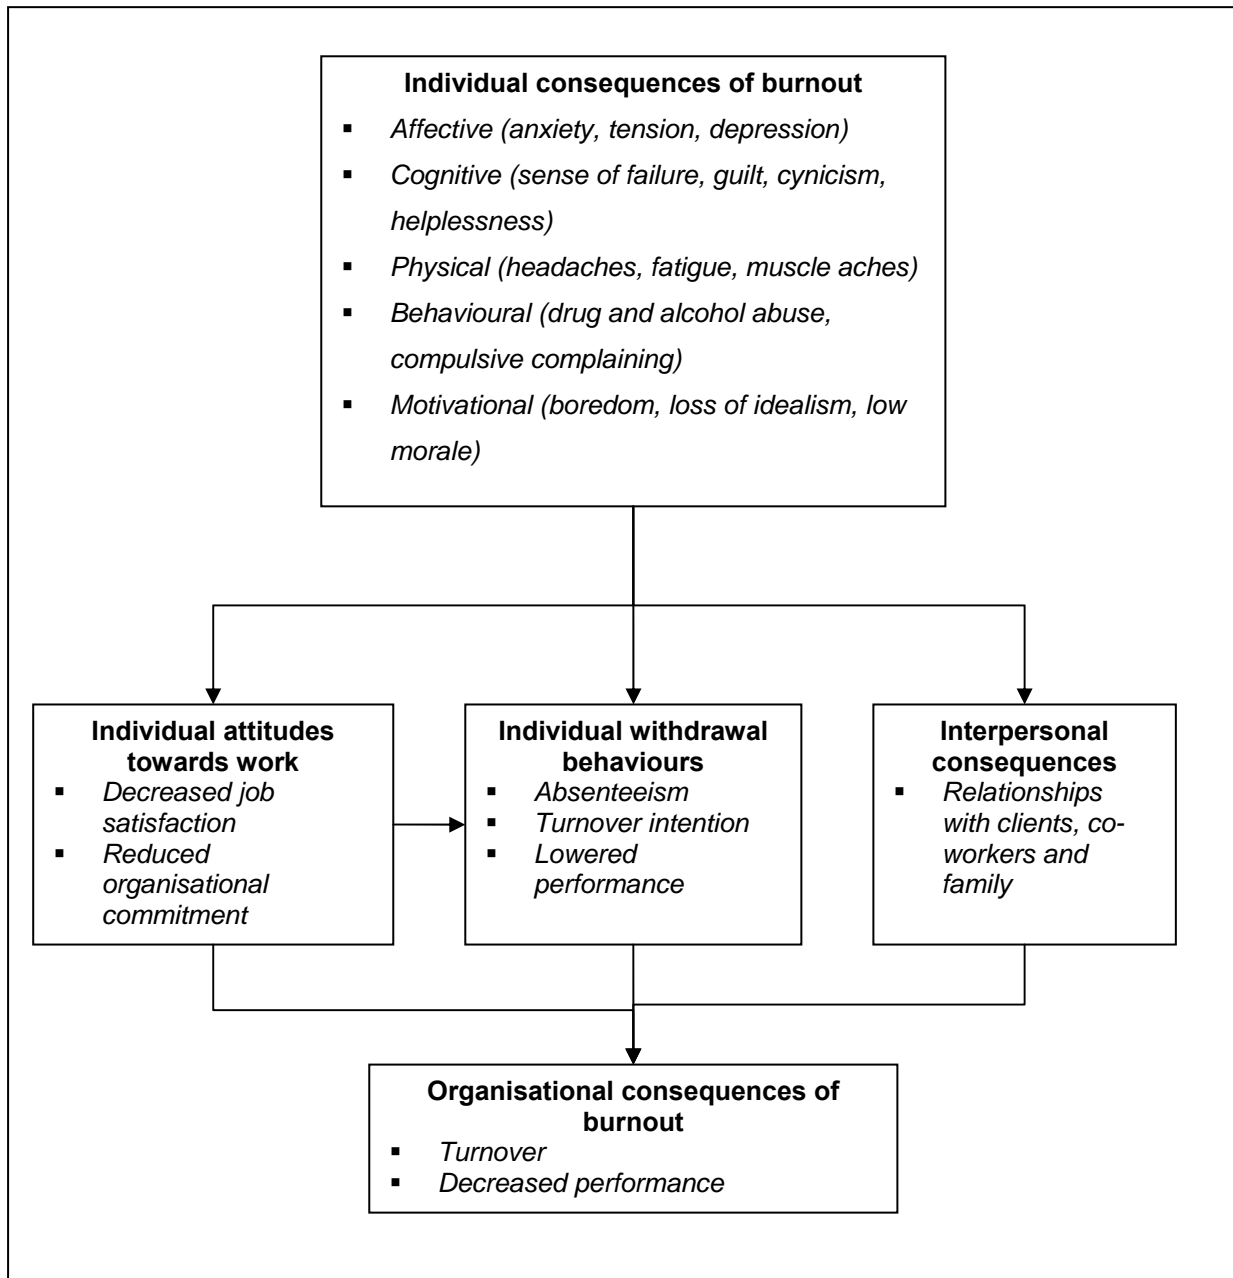 Individual consequences of burnout
▪ Affective (anxiety, tension, depression)
▪ Cognitive (sense of failure, guilt, cynicism,
helplessness)
▪ Physical (headaches, fatigue, muscle aches)
▪ Behavioural (drug and alcohol abuse,
compulsive complaining)
▪ Motivational (boredom, loss of idealism, low
morale)
Individual attitudes
towards work
▪ Decreased job
satisfaction
▪ Reduced
organisational
commitment
Individual withdrawal
behaviours
▪ Absenteeism
▪ Turnover intention
▪ Lowered
performance
Interpersonal
consequences
▪ Relationships
with clients, co-
workers and
family
Organisational consequences of
burnout
▪ Turnover
▪ Decreased performance